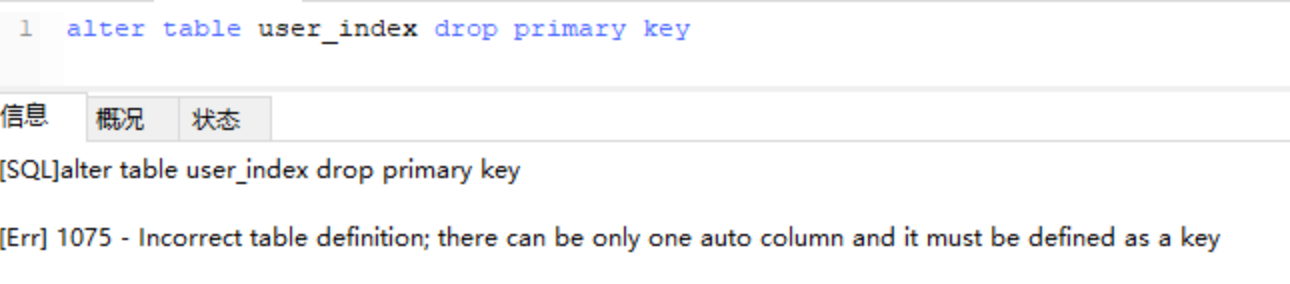 1 alter table user_index drop primary key
信息 概况 状态
[SQL]alter table user_index drop primary key
[Err] 1075 - Incorrect table definition; there can be only one auto column and it must be defined as a key